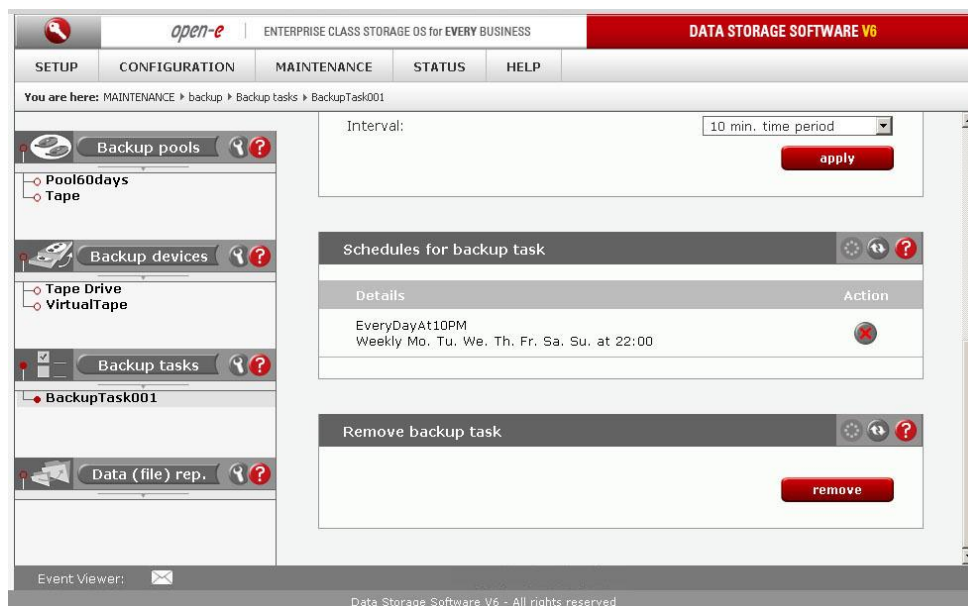 open-e
ENTERPRISE CLASS STORAGE OS for EVERY BUSINESS
DATA STORAGE SOFTWARE V6
SETUP CONFIGURATION MAINTENANCE STATUS HELP
You are here: MAINTENANCE backup Backup tasks BackupTask001
Backup pools ?
Pool60days
Tape
Backup devices ?
Tape Drive
VirtualTape
Backup tasks ?
BackupTask001
Data (file) rep. ?
Interval: 10 min. time period
apply
Schedules for backup task ?
Details Action
EveryDayAt10PM
Weekly Mo. Tu. We. Th. Fr. Sa. Su. at 22:00
Remove backup task ?
remove
Event Viewer:
Data Storage Software V6 - All rights reserved